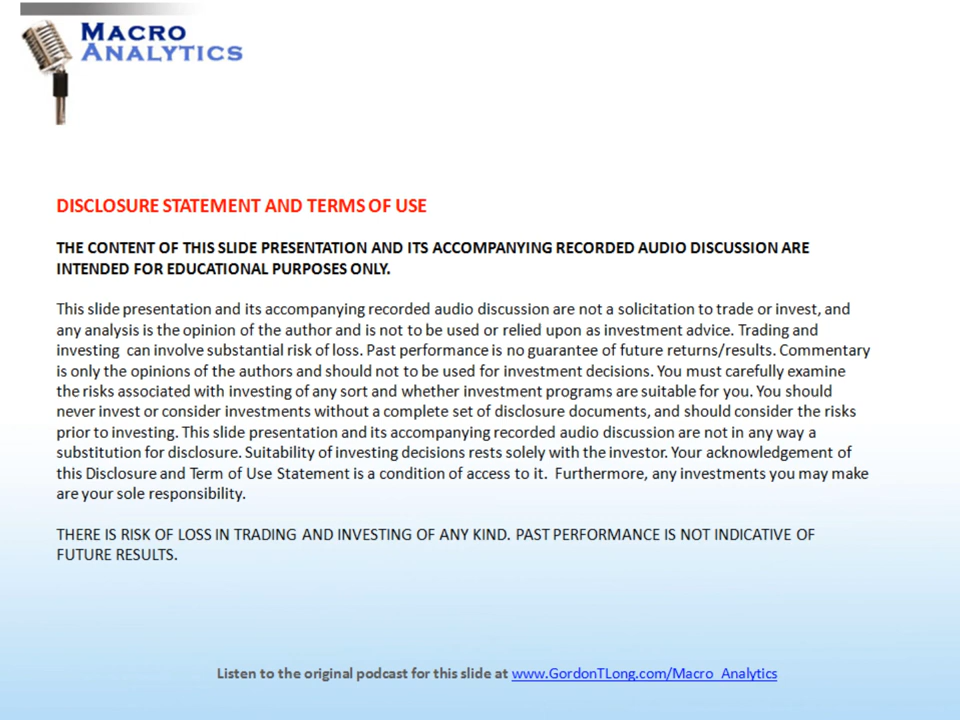 MACRO
ANALYTICS
DISCLOSURE STATEMENT AND TERMS OF USE
THE CONTENT OF THIS SLIDE PRESENTATION AND ITS ACCOMPANYING RECORDED AUDIO DISCUSSION ARE
INTENDED FOR EDUCATIONAL PURPOSES ONLY.
This slide presentation and its accompanying recorded audio discussion are not a solicitation to trade or invest, and
any analysis is the opinion of the author and is not to be used or relied upon as investment advice. Trading and
investing  can involve substantial risk of loss. Past performance is no guarantee of future returns/results. Commentary
is only the opinions of the authors and should not to be used for investment decisions. You must carefully examine
the risks associated with investing of any sort and whether investment programs are suitable for you. You should
never invest or consider investments without a complete set of disclosure documents, and should consider the risks
prior to investing. This slide presentation and its accompanying recorded audio discussion are not in any way a
substitution for disclosure. Suitability of investing decisions rests solely with the investor. Your acknowledgement of
this Disclosure and Term of Use Statement is a condition of access to it.  Furthermore, any investments you may make
are your sole responsibility.
THERE IS RISK OF LOSS IN TRADING AND INVESTING OF ANY KIND. PAST PERFORMANCE IS NOT INDICATIVE OF
FUTURE RESULTS.
Listen to the original podcast for this slide at www.GordonTLong.com/Macro_Analytics